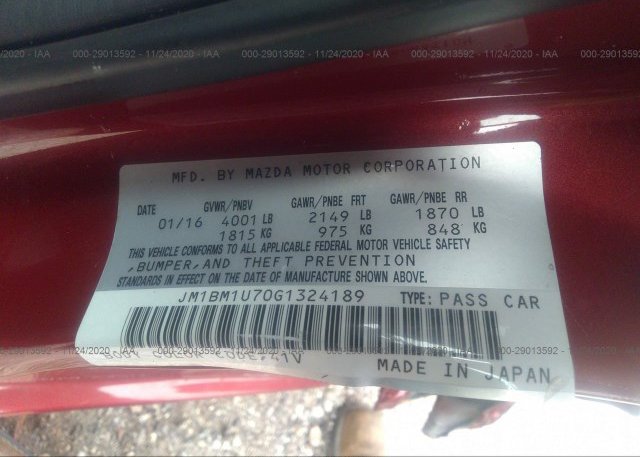 000-29013592 - 11/24/2020 - IAA
MFD. BY MAZDA MOTOR CORPORATION
DATE GVWR/PNBV GAWR/PNBE FRT GAWR/PNBE RR
01/16 4001 LB 2149 LB 1870 LB
1815 KG 975 KG 848 KG
THIS VEHICLE CONFORMS TO ALL APPLICABLE FEDERAL MOTOR VEHICLE SAFETY
,BUMPER,AND THEFT PREVENTION
STANDARDS IN EFFECT ON THE DATE OF MANUFACTURE SHOWN ABOVE.
JM1BM1U70G1324189 TYPE: PASS CAR
MADE IN JAPAN